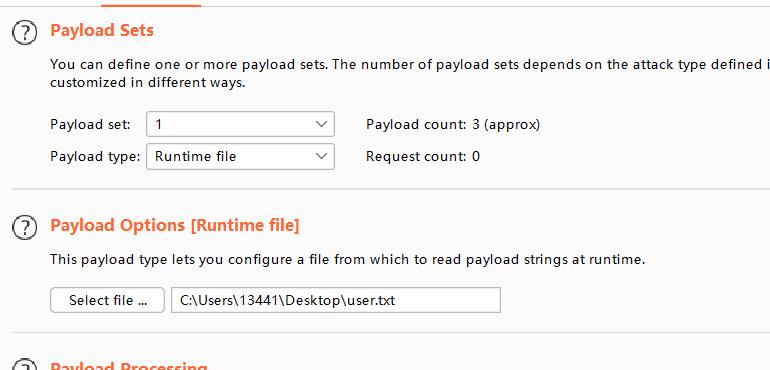 Payload Sets
You can define one or more payload sets. The number of payload sets depends on the attack type defined i
customized in different ways.
Payload set: 1 Payload count: 3 (approx)
Payload type: Runtime file Request count: 0
Payload Options [Runtime file]
This payload type lets you configure a file from which to read payload strings at runtime.
Select file ... C:\Users\13441\Desktop\user.txt
Payload Processing